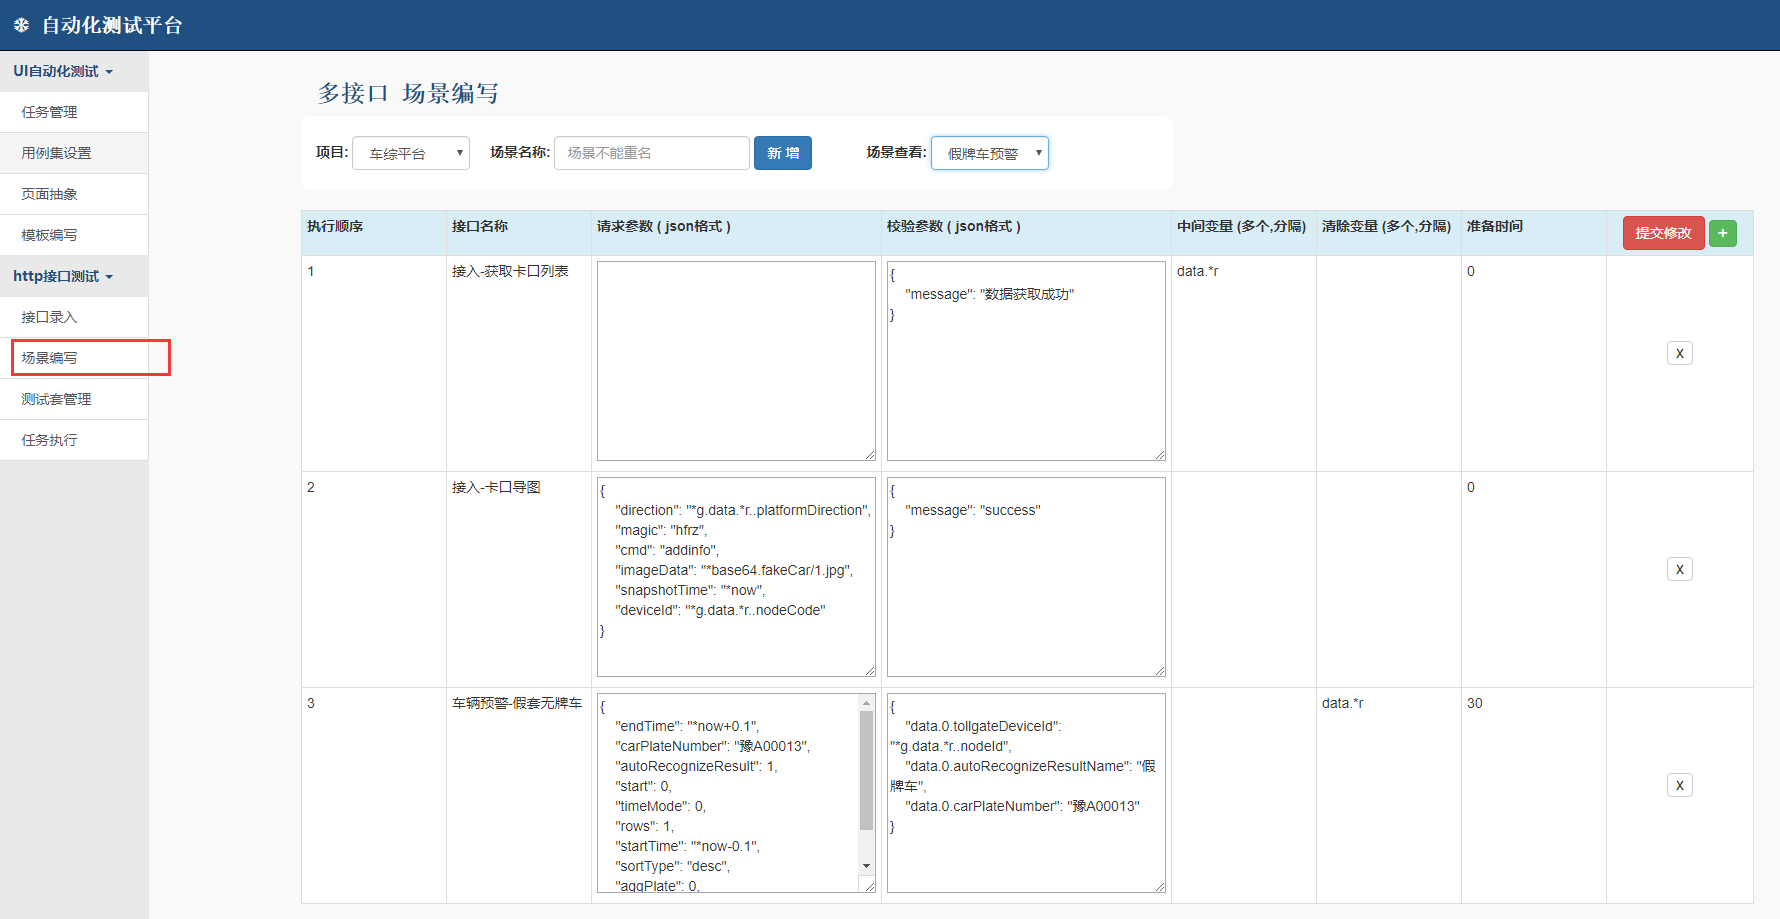 ❄ 自动化测试平台
UI自动化测试
任务管理
用例集设置
页面抽象
模板编写
http接口测试
接口录入
场景编写
测试套管理
任务执行
多接口 场景编写
项目: 车综平台 场景名称: 场景不能重名 新 增 场景查看: 假牌车预警
执行顺序 接口名称 请求参数 ( json格式 ) 校验参数 ( json格式 ) 中间变量 (多个,分隔) 清除变量 (多个,分隔) 准备时间 提交修改 +
1 接入-获取卡口列表
{
"message": "数据获取成功"
}
data.*r
0
X
2 接入-卡口导图
{
"direction": "*g.data.*r..platformDirection",
"magic": "hfrz",
"cmd": "addinfo",
"imageData": "*base64.fakeCar/1.jpg",
"snapshotTime": "*now",
"deviceId": "*g.data.*r..nodeCode"
}
{
"message": "success"
}
0
X
3 车辆预警-假套无牌车
{
"endTime": "*now+0.1",
"carPlateNumber": "豫A00013",
"autoRecognizeResult": 1,
"start": 0,
"timeMode": 0,
"rows": 1,
"startTime": "*now-0.1",
"sortType": "desc",
"aggPlate": 0,
{
"data.0.tollgateDeviceId":
"*g.data.*r..nodeId",
"data.0.autoRecognizeResultName": "假
牌车",
"data.0.carPlateNumber": "豫A00013"
}
data.*r
30
X